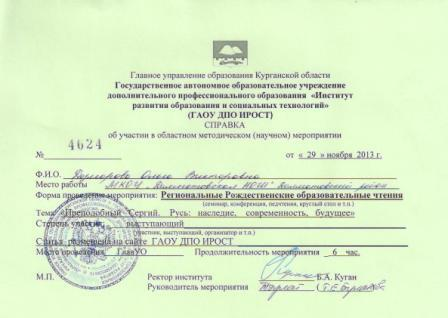 Главное управление образования Курганской области
Государственное автономное образовательное учреждение
дополнительного профессионального образования «Институт
развития образования и социальных технологий»
(ГАОУ ДПО ИРОСТ)
СПРАВКА
об участии в областном методическом (научном) мероприятии
№ 4624 от « 29 » ноября 2013 г.
Ф.И.О. Ольга Викторовна
Место работы МКОУ
Форма проведения мероприятия: Региональные Рождественские образовательные чтения
(семинар, конференция, педчтения, круглый стол и т.п.)
Тема «Преподобный Сергий. Русь: наследие, современность, будущее»
Степень участия выступающий
(участник, выступающий, организатор и т.п.)
Статья размещена на сайте ГАОУ ДПО ИРОСТ
Место проведения ГлавУО Продолжительность мероприятия 6 час.
М.П. Ректор института Б.А. Куган
Руководитель мероприятия